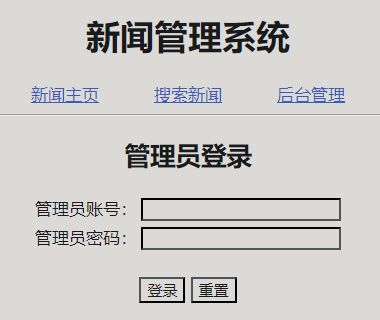 新闻管理系统
新闻主页 搜索新闻 后台管理
管理员登录
管理员账号：
管理员密码：
登录 重置